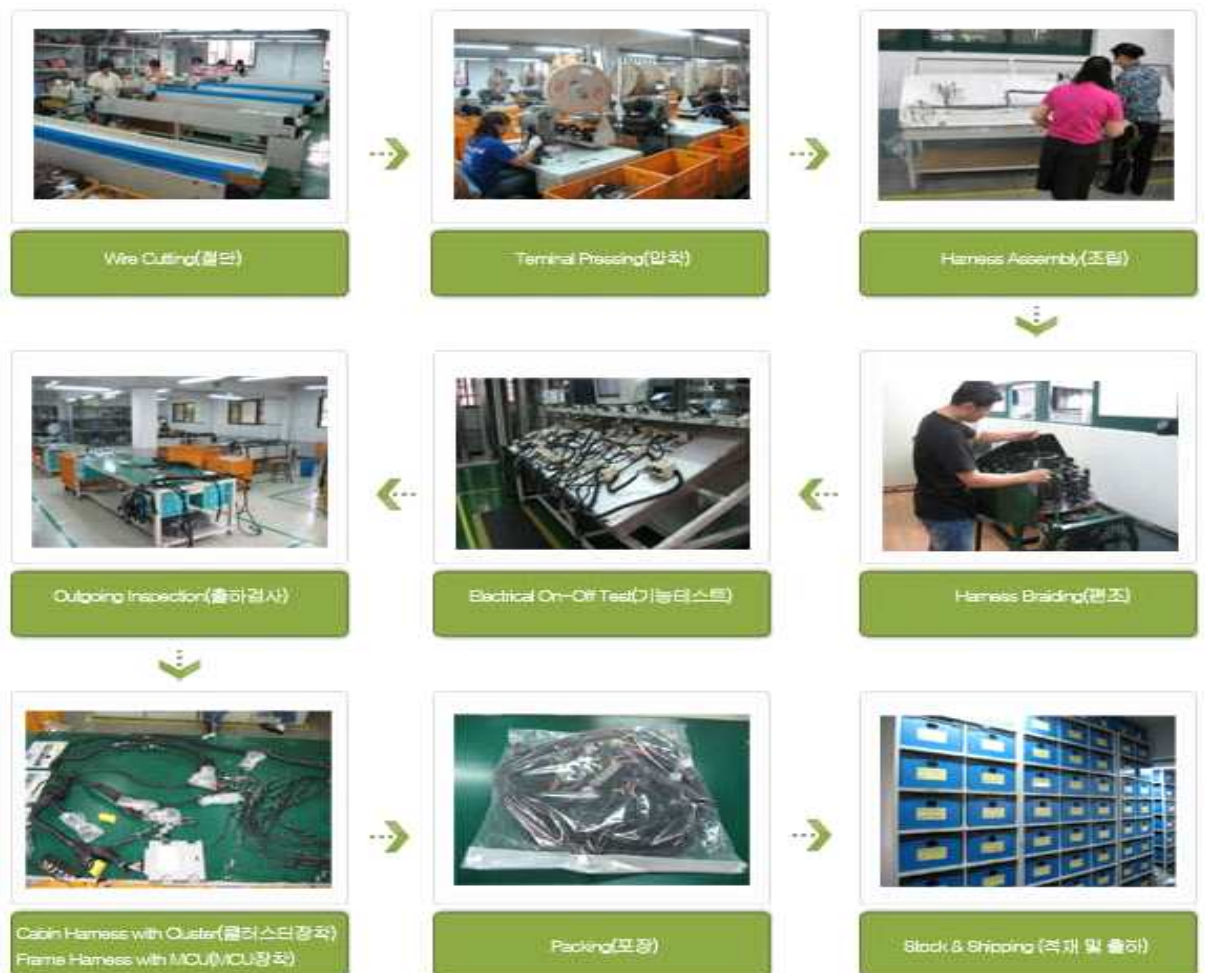 Wire Cutting(절단)
Terminal Pressing(압착)
Harness Assembly(조립)
Harness Braiding(편조)
Electrical On-Off Test(기능테스트)
Outgoing Inspection(출하검사)
Cabin Harness with Cluster(클러스터장착)
Frame Harness with MCU(MCU장착)
Packing(포장)
Stock & Shipping (적재 및 출하)